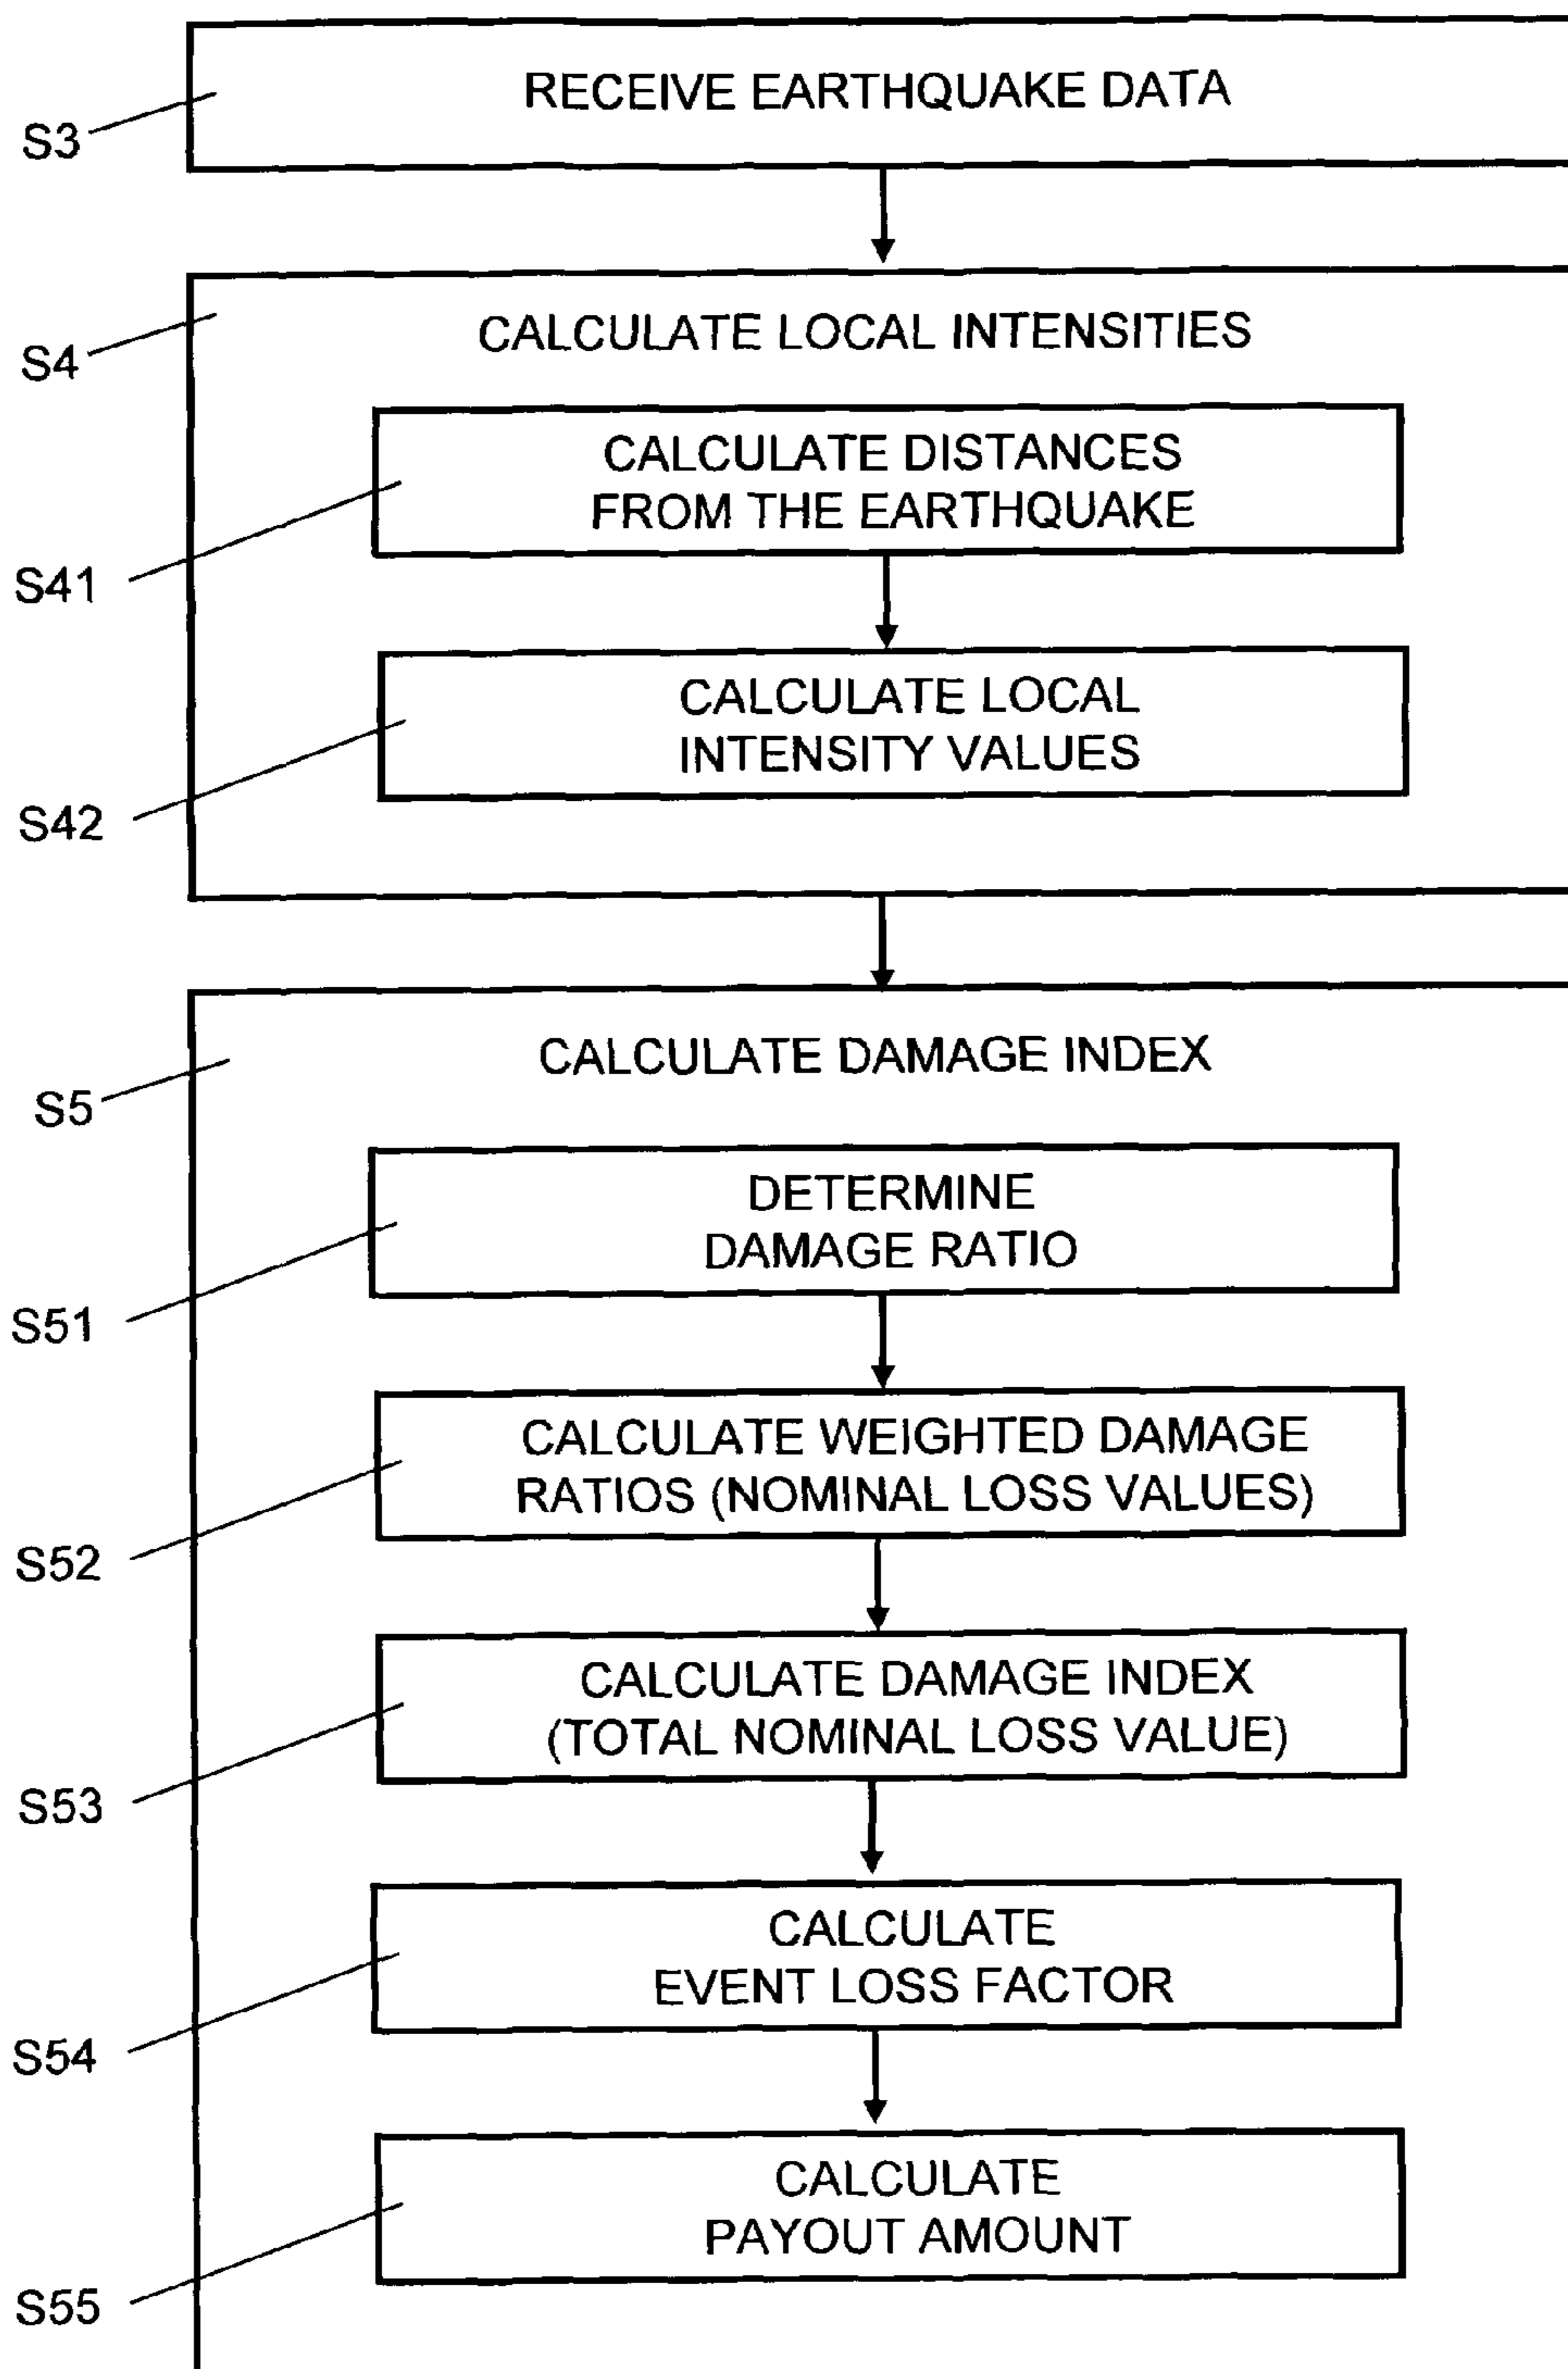 RECEIVE EARTHQUAKE DATA
S3
CALCULATE LOCAL INTENSITIES
S4
CALCULATE DISTANCES
FROM THE EARTHQUAKE
S41
CALCULATE LOCAL
INTENSITY VALUES
S42
CALCULATE DAMAGE INDEX
S5
DETERMINE
DAMAGE RATIO
S51
CALCULATE WEIGHTED DAMAGE
RATIOS (NOMINAL LOSS VALUES)
S52
CALCULATE DAMAGE INDEX
(TOTAL NOMINAL LOSS VALUE)
S53
CALCULATE
EVENT LOSS FACTOR
S54
CALCULATE
PAYOUT AMOUNT
S55